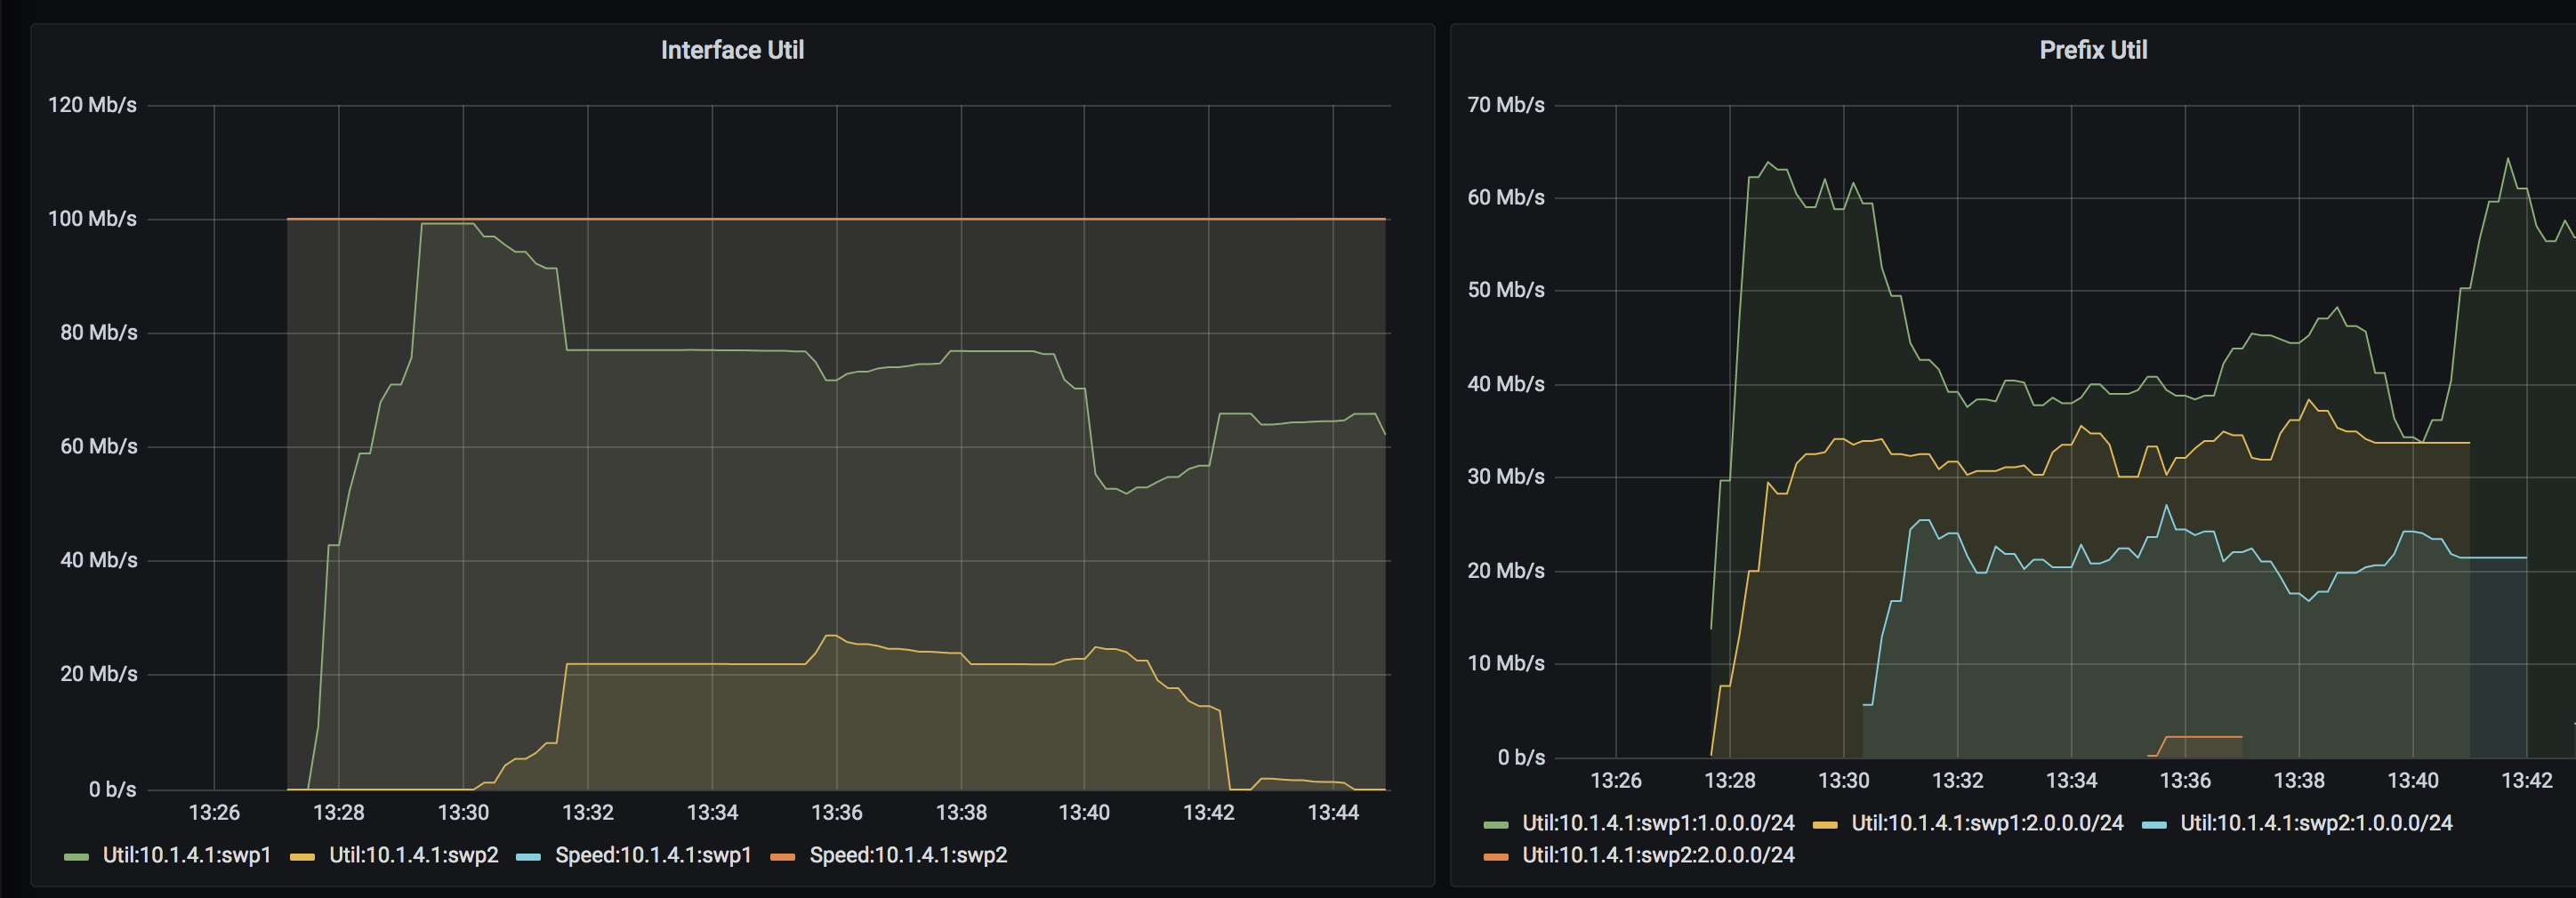 Interface Util
120 Mb/s
100 Mb/s
80 Mb/s
60 Mb/s
40 Mb/s
20 Mb/s
0 b/s
13:26 13:28 13:30 13:32 13:34 13:36 13:38 13:40 13:42 13:44
Util:10.1.4.1:swp1 Util:10.1.4.1:swp2 Speed:10.1.4.1:swp1 Speed:10.1.4.1:swp2
Prefix Util
70 Mb/s
60 Mb/s
50 Mb/s
40 Mb/s
30 Mb/s
20 Mb/s
10 Mb/s
0 b/s
13:26 13:28 13:30 13:32 13:34 13:36 13:38 13:40 13:42
Util:10.1.4.1:swp1:1.0.0.0/24 Util:10.1.4.1:swp1:2.0.0.0/24 Util:10.1.4.1:swp2:1.0.0.0/24
Util:10.1.4.1:swp2:2.0.0.0/24